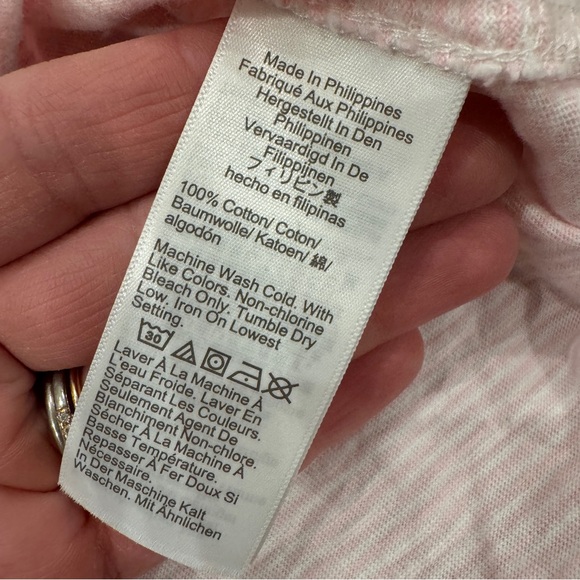 Made In Philippines
Fabriqué Aux Philippines
Hergestellt In Den
Philippinen
Vervaardigd In De
Filippijnen
フィリピン製
hecho en filipinas
100% Cotton/ Coton/
Baumwolle/ Katoen/ 綿/
algodón
Machine Wash Cold. With
Like Colors. Non-chlorine
Bleach Only. Tumble Dry
Low. Iron On Lowest
Setting.
30
Laver À La Machine À
L'eau Froide. Laver En
Séparant Les Couleurs.
Seulement Agent De
Blanchiment Non-chlore.
Sécher À La Machine À
Basse Température.
Repasser À Fer Doux Si
Nécessaire.
In Der Maschine Kalt
Waschen. Mit Ähnlichen